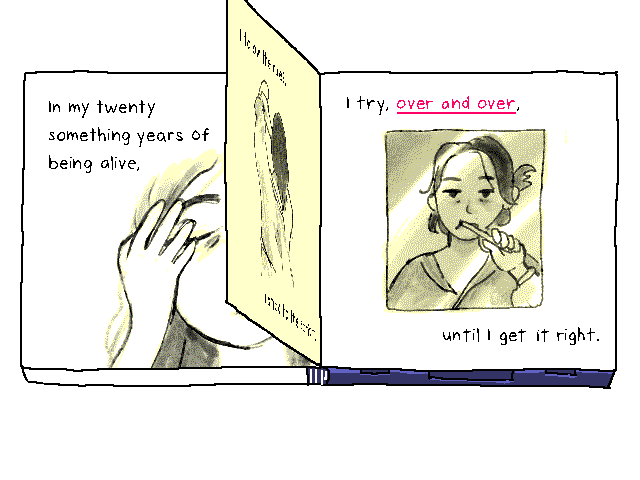 In my twenty
something years of
being alive,
I try, over and over,
until I get it right.